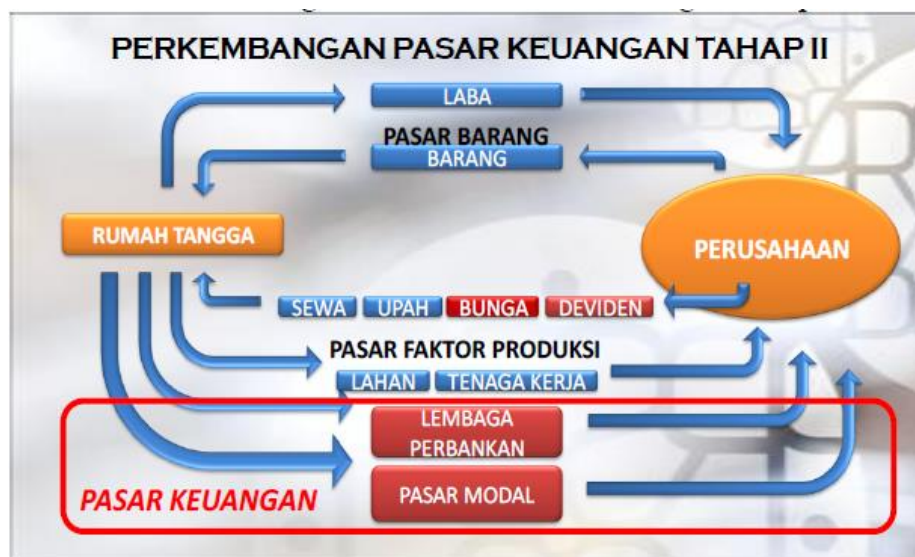 PERKEMBANGAN PASAR KEUANGAN TAHAP II
LABA
PASAR BARANG
BARANG
RUMAH TANGGA
PERUSAHAAN
SEWA UPAH BUNGA DEVIDEN
PASAR FAKTOR PRODUKSI
LAHAN TENAGA KERJA
LEMBAGA
PERBANKAN
PASAR KEUANGAN
PASAR MODAL